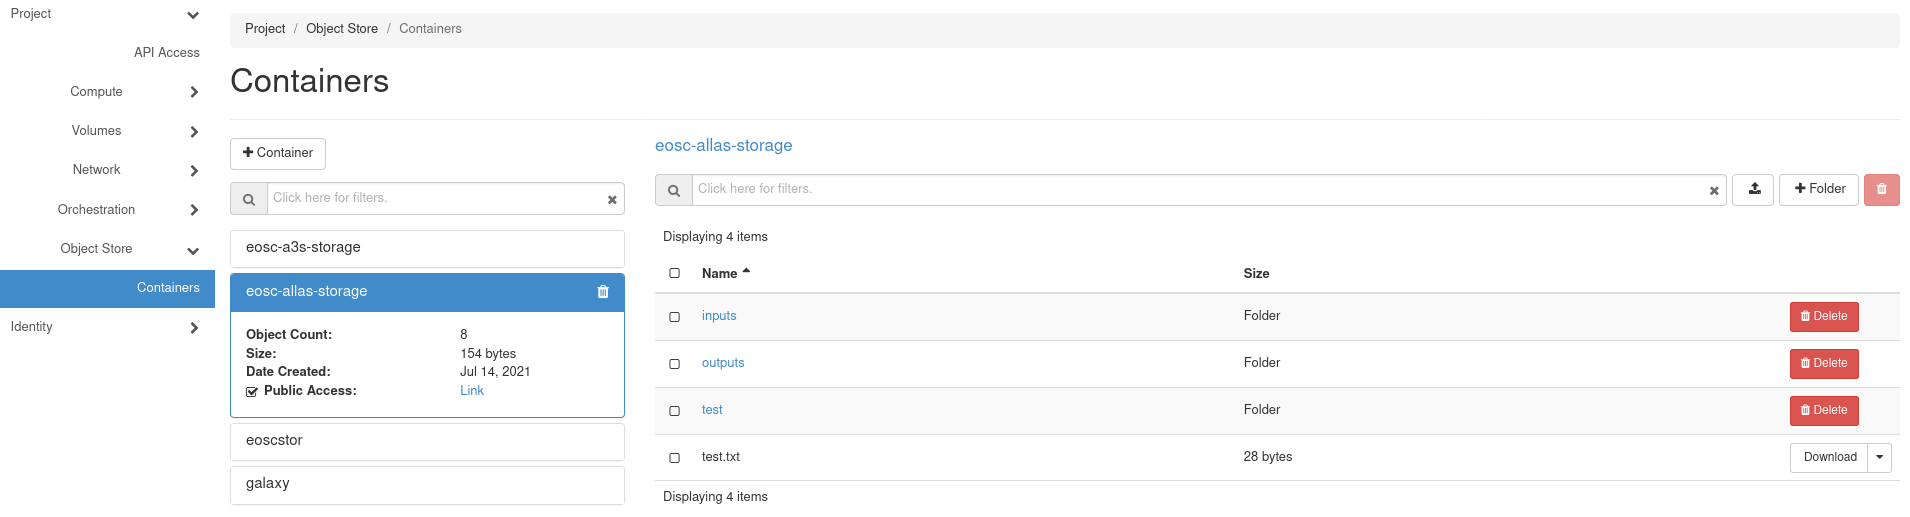 Project
API Access
Compute
Volumes
Network
Orchestration
Object Store
Containers
Identity
Project / Object Store / Containers
Containers
Container
Click here for filters.
eosc-a3s-storage
eosc-allas-storage
Object Count: 8
Size: 154 bytes
Date Created: Jul 14, 2021
Public Access: Link
eoscstor
galaxy
eosc-allas-storage
Click here for filters.
Folder
Displaying 4 items
Name Size
inputs Folder Delete
outputs Folder Delete
test Folder Delete
test.txt 28 bytes Download
Displaying 4 items